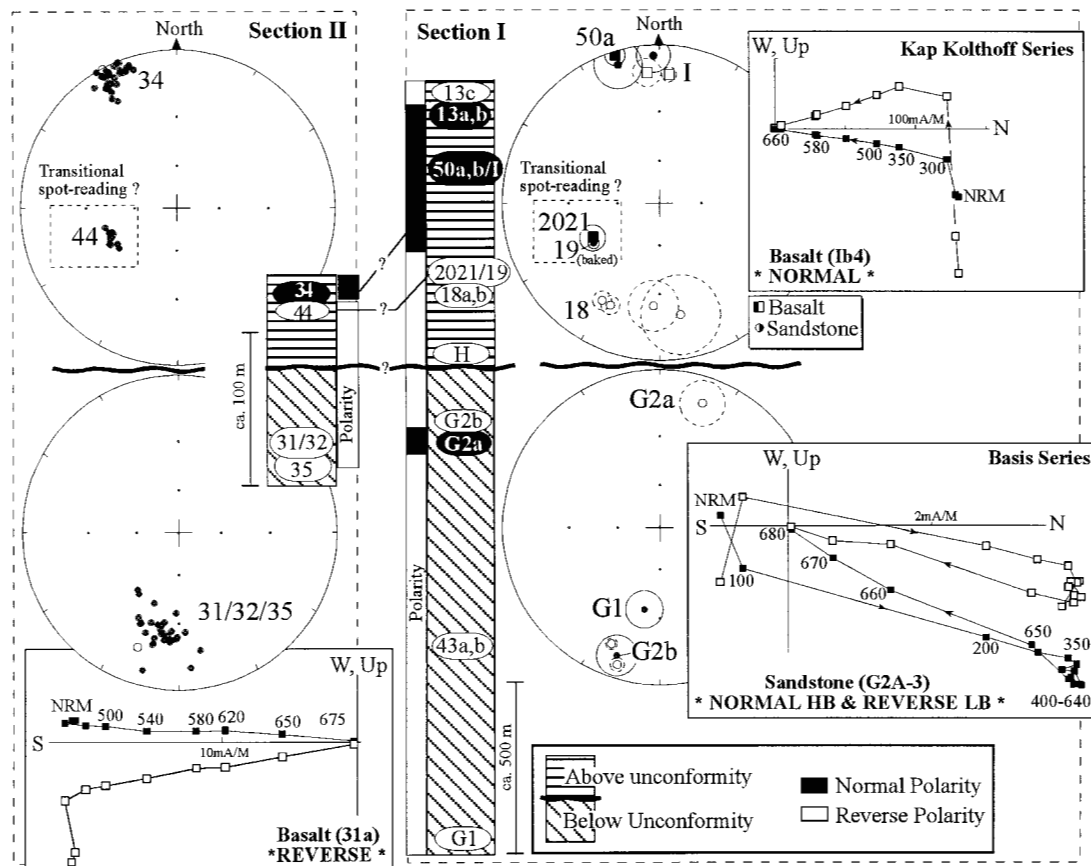 North
Section II
34
Transitional
spot-reading ?
44
34
44
?
?
?
ca. 100 m
31/32
35
Polarity
31/32/35
W, Up
NRM
500
540
580
620
650
675
S
10mA/M
Basalt (31a)
*REVERSE *
Section I
North
13c
13a,b
50a,b/I
2021/19
18a,b
H
G2b
G2a
Polarity
43a,b
G1
ca. 500 m
50a
I
Transitional
spot-reading ?
2021
19
(baked)
18
G2a
G1
G2b
W, Up
Kap Kolthoff Series
N
100mA/M
660
580
500
350
300
NRM
Basalt (Ib4)
* NORMAL *
Basalt
Sandstone
W, Up
Basis Series
NRM
S
2mA/M
N
680
100
670
660
650
200
350
400-640
Sandstone (G2A-3)
* NORMAL HB & REVERSE LB *
Above unconformity
Below Unconformity
Normal Polarity
Reverse Polarity